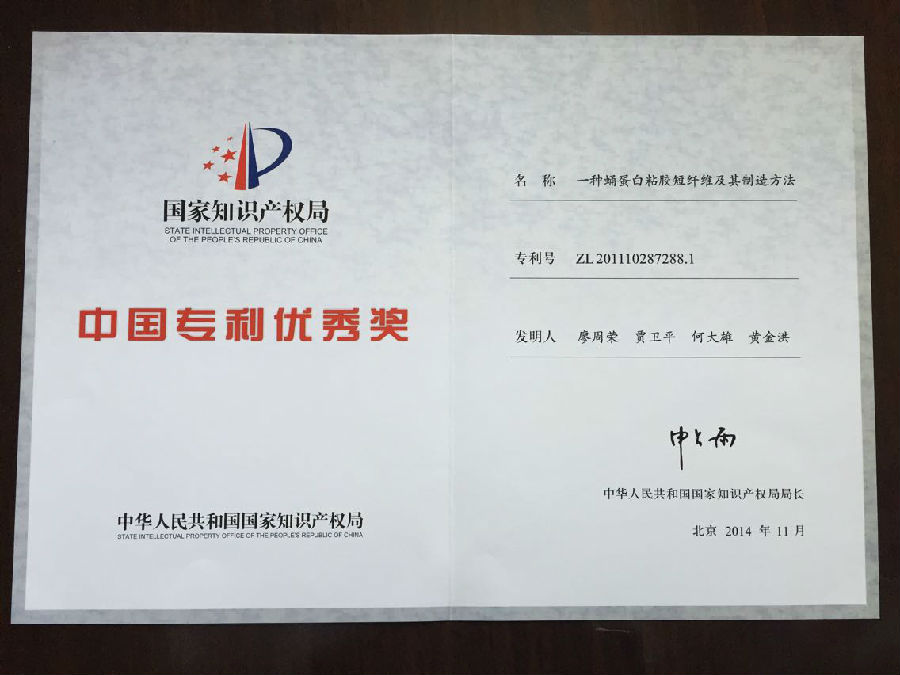 国家知识产权局
STATE INTELLECTUAL PROPERTY OFFICE
OF THE PEOPLE'S REPUBLIC OF CHINA
中国专利优秀奖
中华人民共和国国家知识产权局
STATE INTELLECTUAL PROPERTY OFFICE OF THE PEOPLE'S REPUBLIC OF CHINA
名 称 一种蛹蛋白粘胶短纤维及其制造方法
专利号 ZL 201110287288.1
发明人 廖周荣 贾卫平 何大雄 黄金洪
申长雨
中华人民共和国国家知识产权局局长
北京 2014 年 11 月